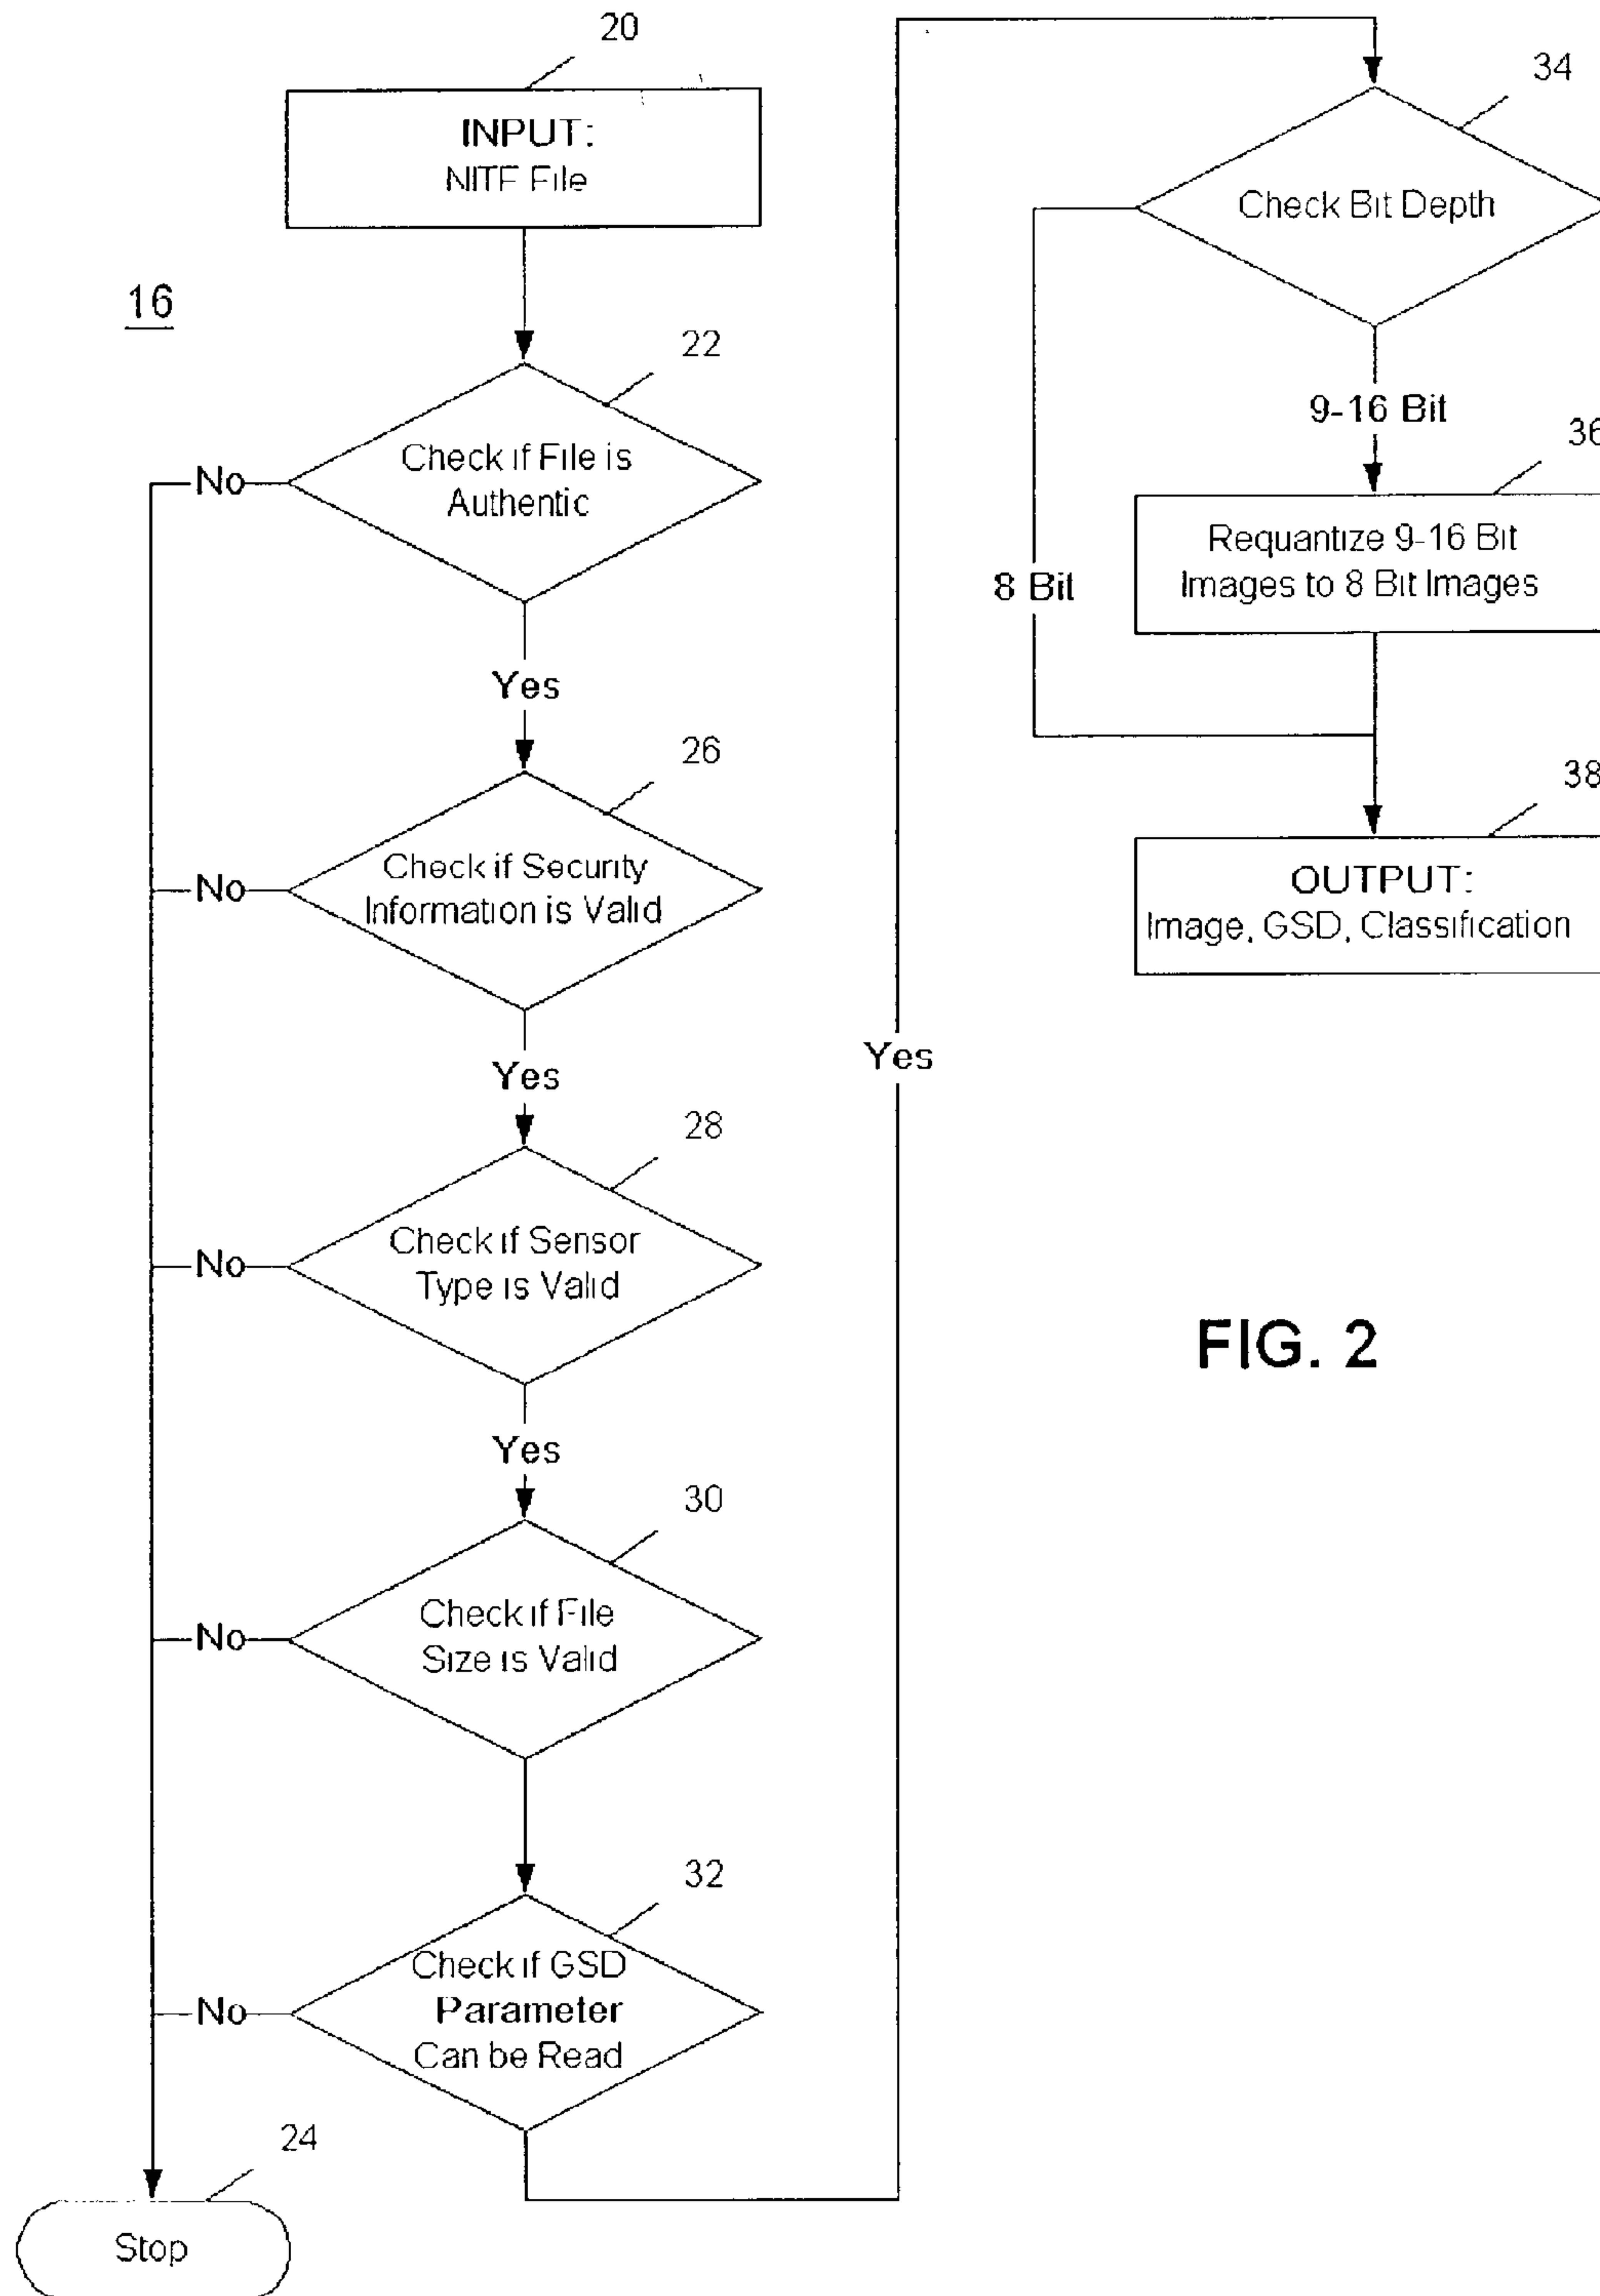 20
INPUT:
NITF File
16
22
Check if File is
Authentic
No
Yes
26
Check if Security
Information is Valid
No
Yes
28
Check if Sensor
Type is Valid
No
Yes
30
Check if File
Size is Valid
No
32
Check if GSD
Parameter
Can be Read
No
24
Stop
Yes
34
Check Bit Depth
9-16 Bit
8 Bit
36
Requantize 9-16 Bit
Images to 8 Bit Images
38
OUTPUT:
Image, GSD, Classification
FIG. 2